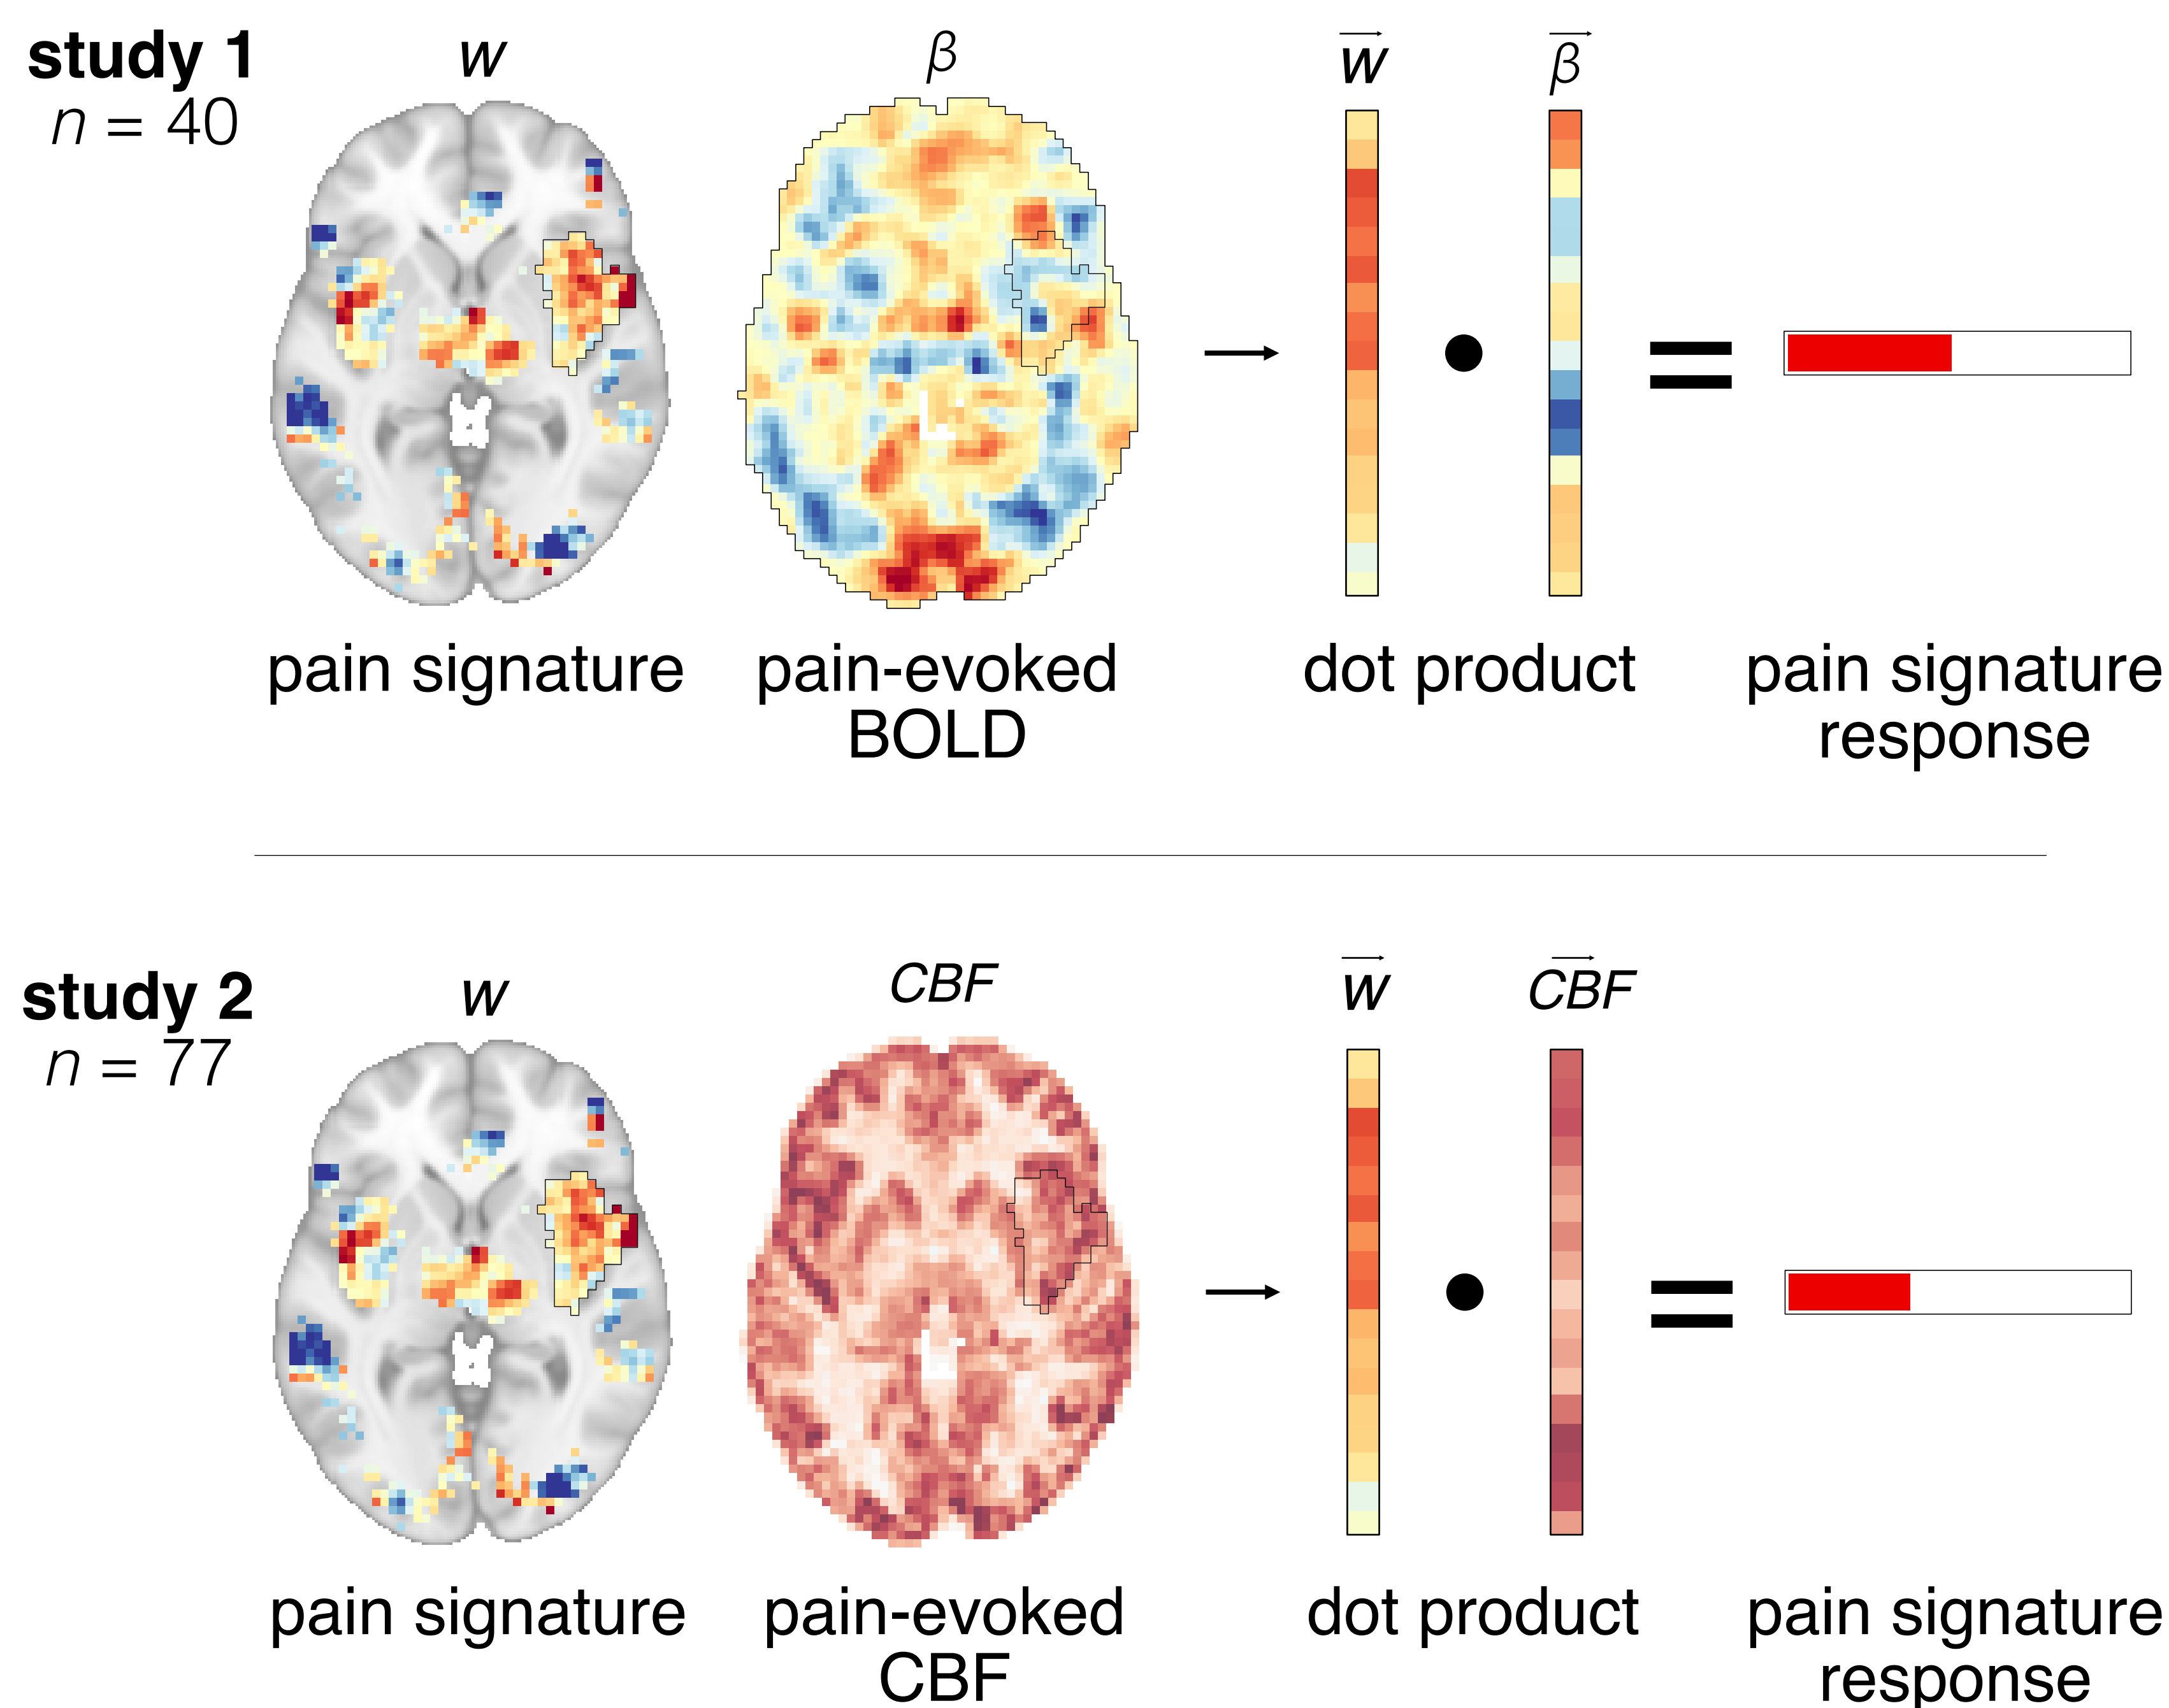 study 1
n = 40
w
β
w
β
pain signature
pain-evoked
BOLD
dot product
pain signature
response
study 2
n = 77
w
CBF
w
CBF
pain signature
pain-evoked
CBF
dot product
pain signature
response